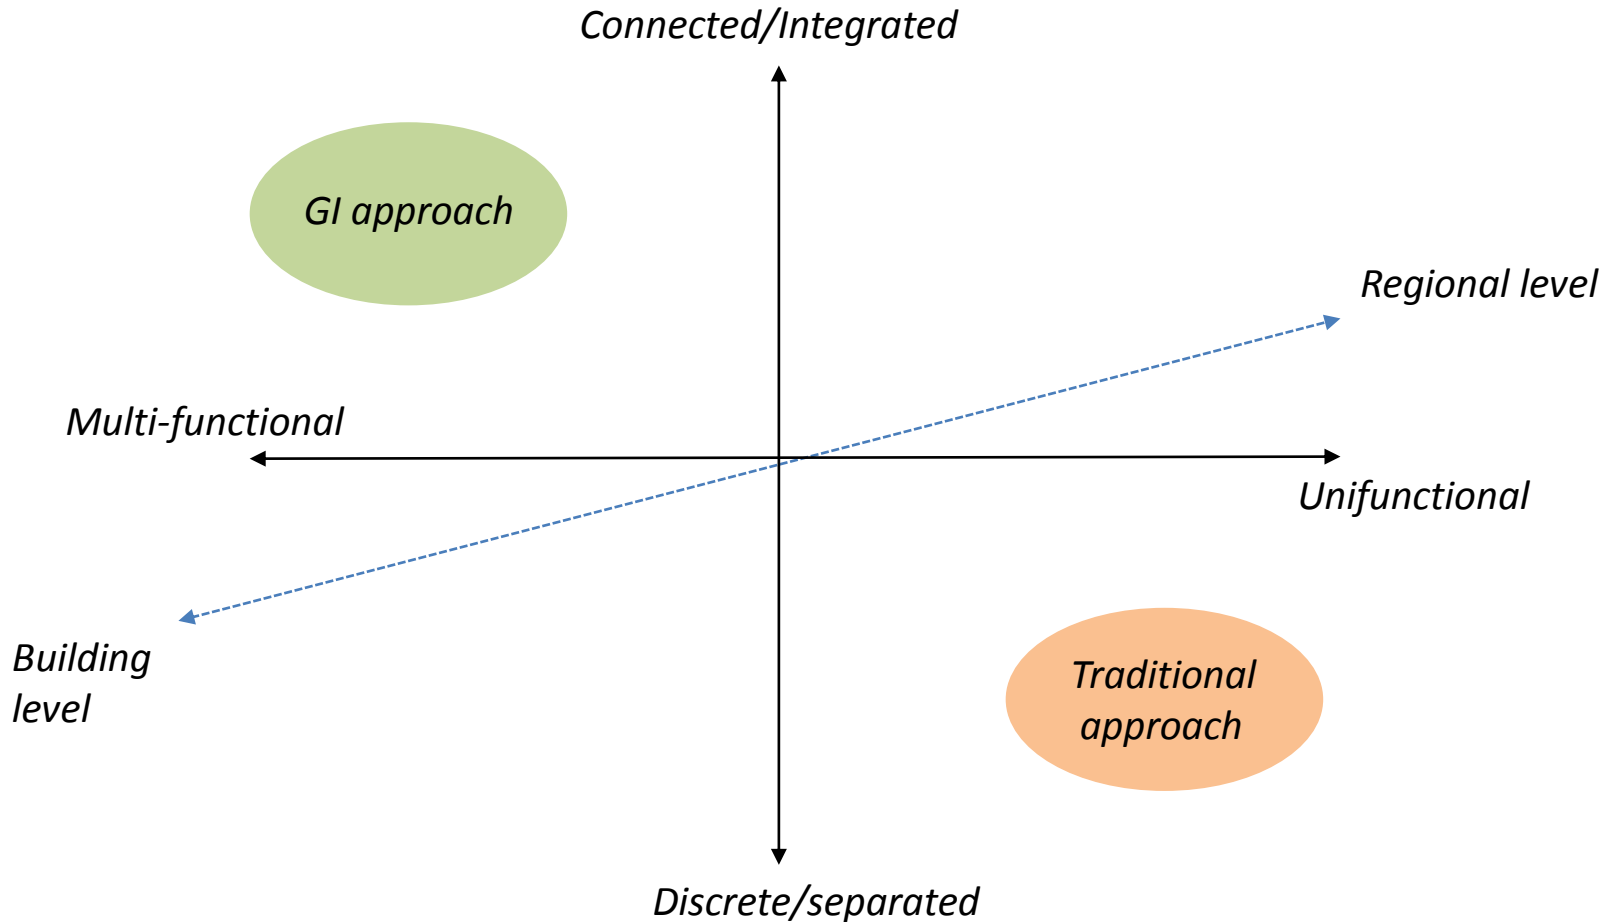 Connected/Integrated
GI approach
Regional level
Multi-functional
Unifunctional
Building
level
Traditional
approach
Discrete/separated